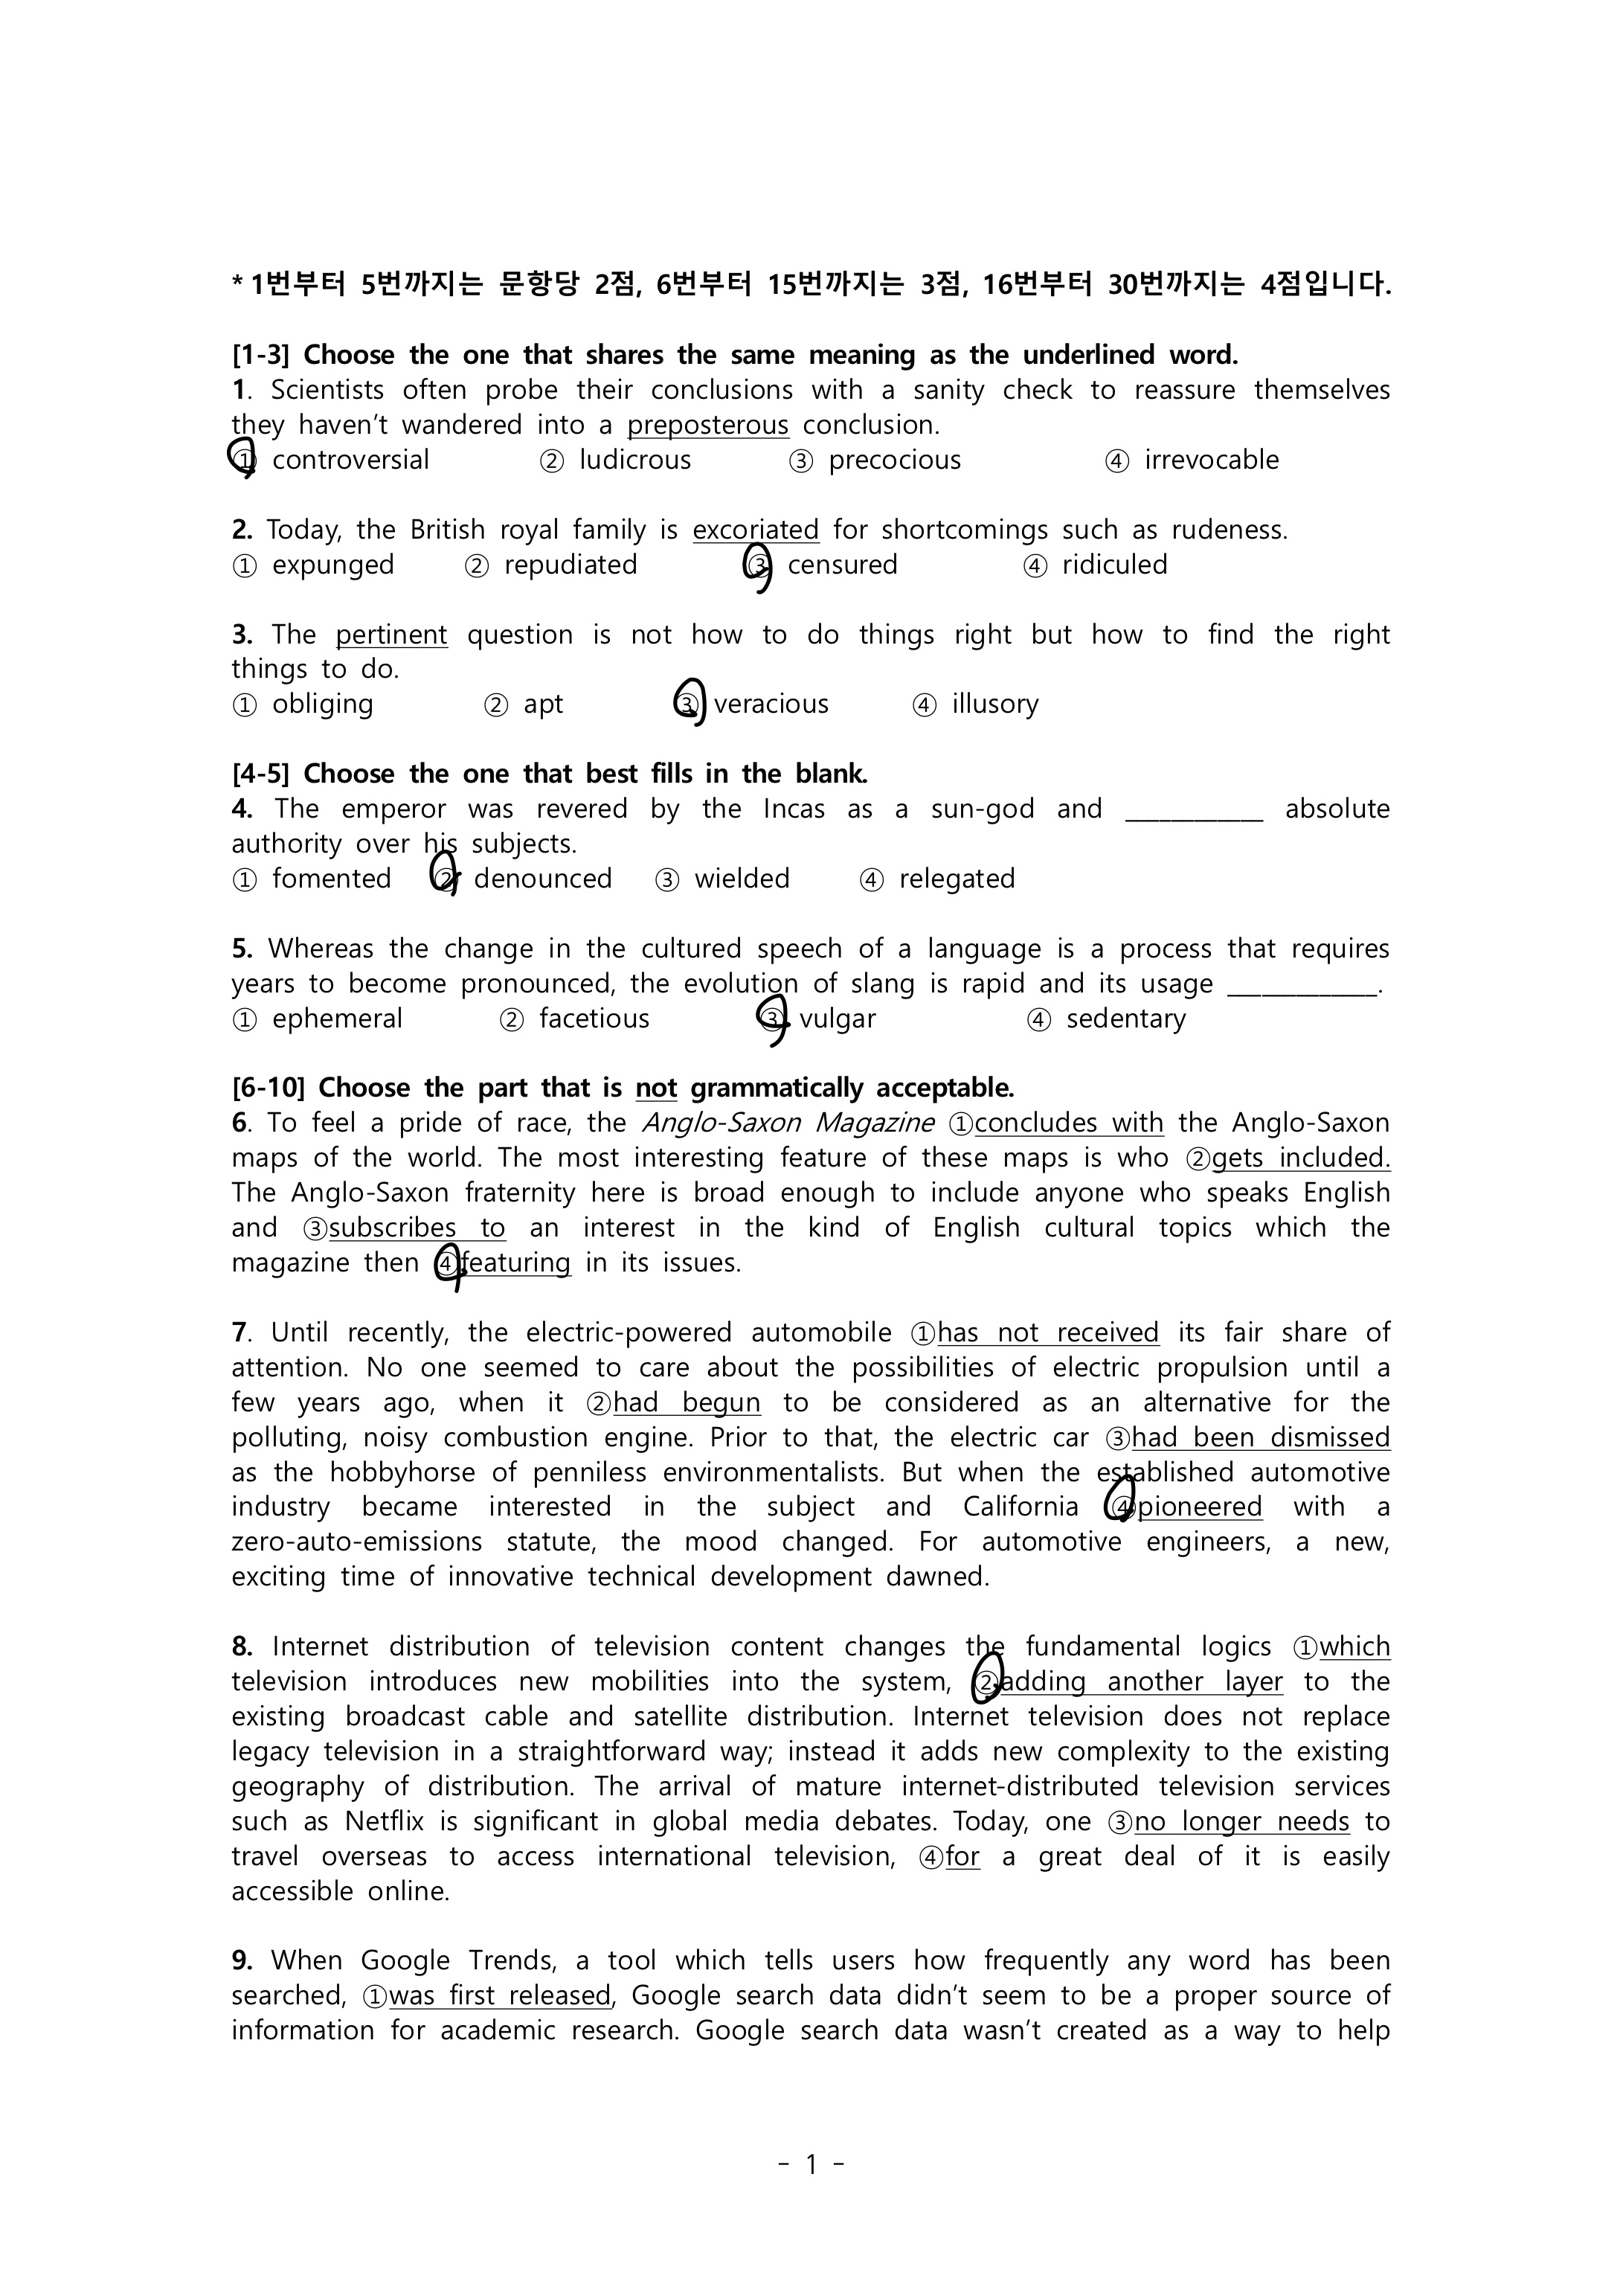 * 1번부터 5번까지는 문항당 2점, 6번부터 15번까지는 3점, 16번부터 30번까지는 4점입니다.
[1-3] Choose the one that shares the same meaning as the underlined word.
1. Scientists often probe their conclusions with a sanity check to reassure themselves
they haven’t wandered into a preposterous conclusion.
① controversial ② ludicrous ③ precocious ④ irrevocable
2. Today, the British royal family is excoriated for shortcomings such as rudeness.
① expunged ② repudiated ③ censured ④ ridiculed
3. The pertinent question is not how to do things right but how to find the right
things to do.
① obliging ② apt ③ veracious ④ illusory
[4-5] Choose the one that best fills in the blank.
4. The emperor was revered by the Incas as a sun-god and ___________ absolute
authority over his subjects.
① fomented ② denounced ③ wielded ④ relegated
5. Whereas the change in the cultured speech of a language is a process that requires
years to become pronounced, the evolution of slang is rapid and its usage ____________.
① ephemeral ② facetious ③ vulgar ④ sedentary
[6-10] Choose the part that is not grammatically acceptable.
6. To feel a pride of race, the Anglo-Saxon Magazine ①concludes with the Anglo-Saxon
maps of the world. The most interesting feature of these maps is who ②gets included.
The Anglo-Saxon fraternity here is broad enough to include anyone who speaks English
and ③subscribes to an interest in the kind of English cultural topics which the
magazine then ④featuring in its issues.
7. Until recently, the electric-powered automobile ①has not received its fair share of
attention. No one seemed to care about the possibilities of electric propulsion until a
few years ago, when it ②had begun to be considered as an alternative for the
polluting, noisy combustion engine. Prior to that, the electric car ③had been dismissed
as the hobbyhorse of penniless environmentalists. But when the established automotive
industry became interested in the subject and California ④pioneered with a
zero-auto-emissions statute, the mood changed. For automotive engineers, a new,
exciting time of innovative technical development dawned.
8. Internet distribution of television content changes the fundamental logics ①which
television introduces new mobilities into the system, ②adding another layer to the
existing broadcast cable and satellite distribution. Internet television does not replace
legacy television in a straightforward way; instead it adds new complexity to the existing
geography of distribution. The arrival of mature internet-distributed television services
such as Netflix is significant in global media debates. Today, one ③no longer needs to
travel overseas to access international television, ④for a great deal of it is easily
accessible online.
9. When Google Trends, a tool which tells users how frequently any word has been
searched, ①was first released, Google search data didn’t seem to be a proper source of
information for academic research. Google search data wasn’t created as a way to help
- 1 -